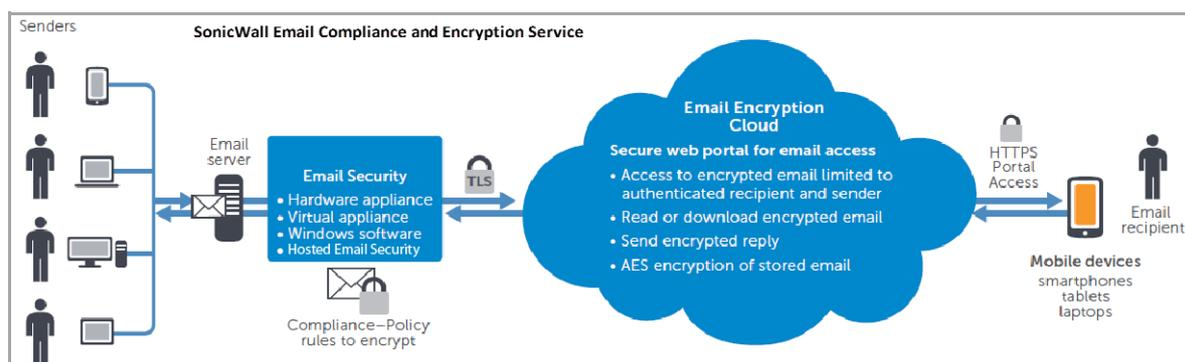 Senders
SonicWall Email Compliance and Encryption Service
Email
server
Email Security
• Hardware appliance
• Virtual appliance
• Windows software
• Hosted Email Security
Compliance–Policy
rules to encrypt
TLS
Email Encryption
Cloud
Secure web portal for email access
• Access to encrypted email limited to
authenticated recipient and sender
• Read or download encrypted email
• Send encrypted reply
• AES encryption of stored email
HTTPS
Portal
Access
Email
recipient
Mobile devices
smartphones
tablets
laptops